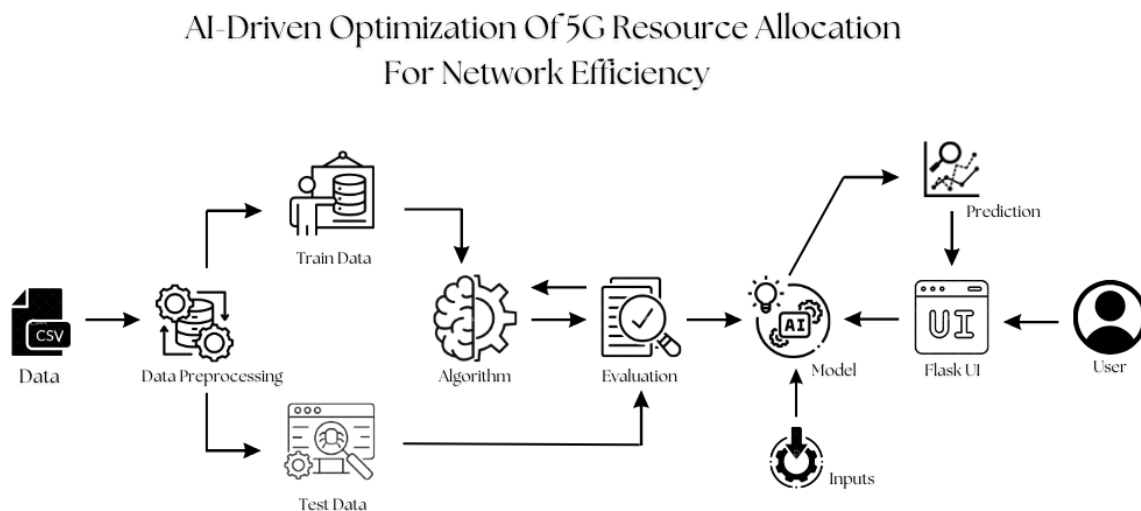 AI-Driven Optimization Of 5G Resource Allocation
For Network Efficiency
Prediction
Train Data
CSV
AI
UI
Data
Data Preprocessing
Algorithm
Evaluation
Model
Flask UI
User
Inputs
Test Data